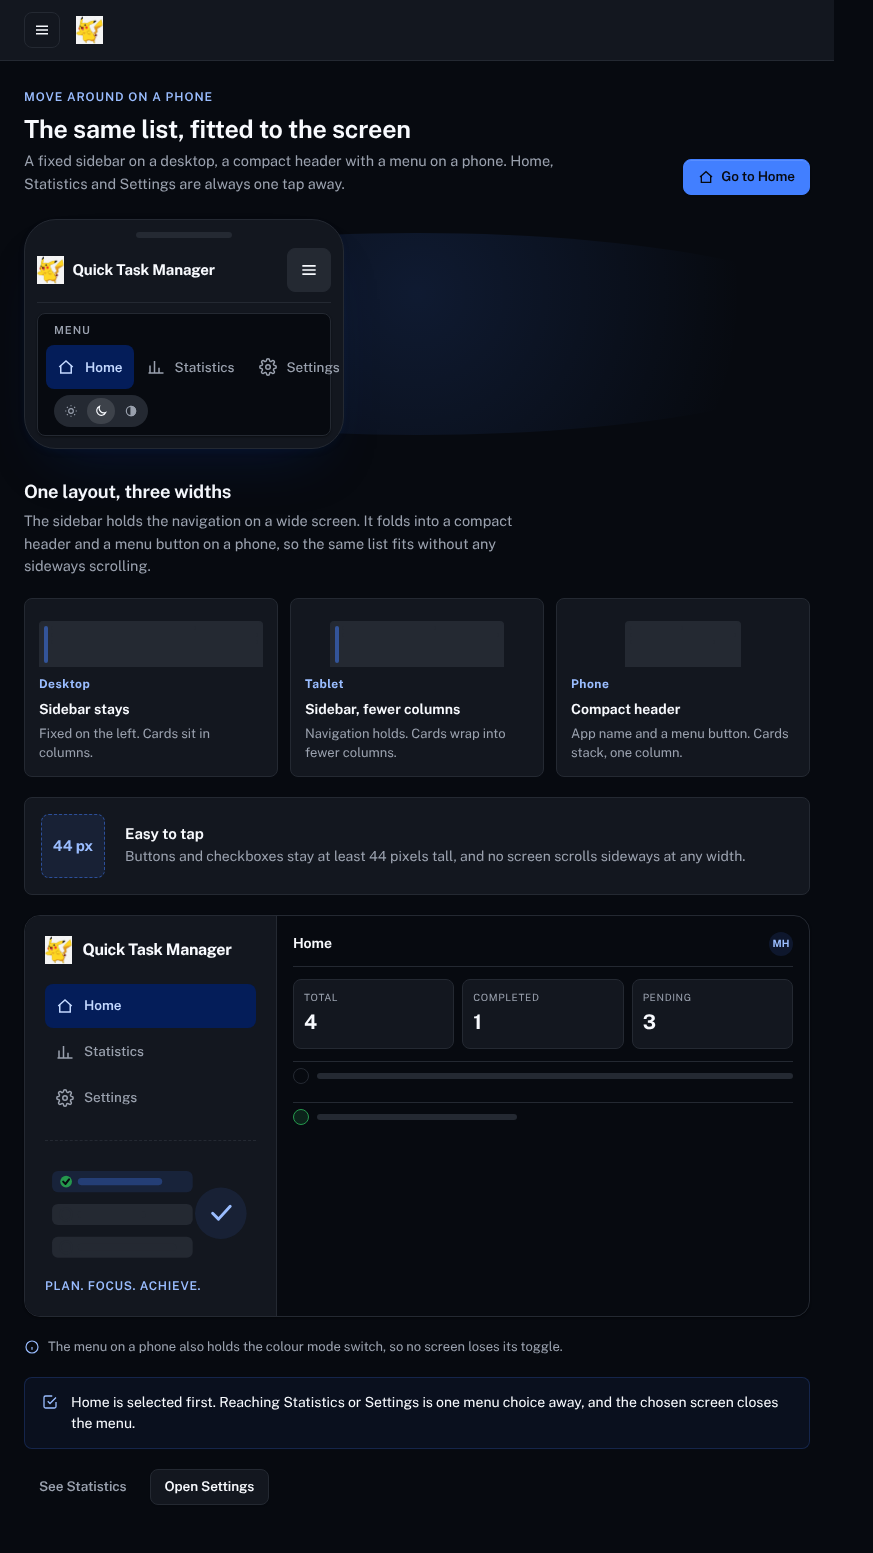 MOVE AROUND ON A PHONE
The same list, fitted to the screen
A fixed sidebar on a desktop, a compact header with a menu on a phone. Home,
Statistics and Settings are always one tap away.
Go to Home
Quick Task Manager
MENU
Home
Statistics
Settings
One layout, three widths
The sidebar holds the navigation on a wide screen. It folds into a compact
header and a menu button on a phone, so the same list fits without any
sideways scrolling.
Desktop
Sidebar stays
Fixed on the left. Cards sit in
columns.
Tablet
Sidebar, fewer columns
Navigation holds. Cards wrap into
fewer columns.
Phone
Compact header
App name and a menu button. Cards
stack, one column.
44 px
Easy to tap
Buttons and checkboxes stay at least 44 pixels tall, and no screen scrolls sideways at any width.
Quick Task Manager
Home
Statistics
Settings
PLAN. FOCUS. ACHIEVE.
Home
MH
TOTAL
4
COMPLETED
1
PENDING
3
The menu on a phone also holds the colour mode switch, so no screen loses its toggle.
Home is selected first. Reaching Statistics or Settings is one menu choice away, and the chosen screen closes
the menu.
See Statistics
Open Settings